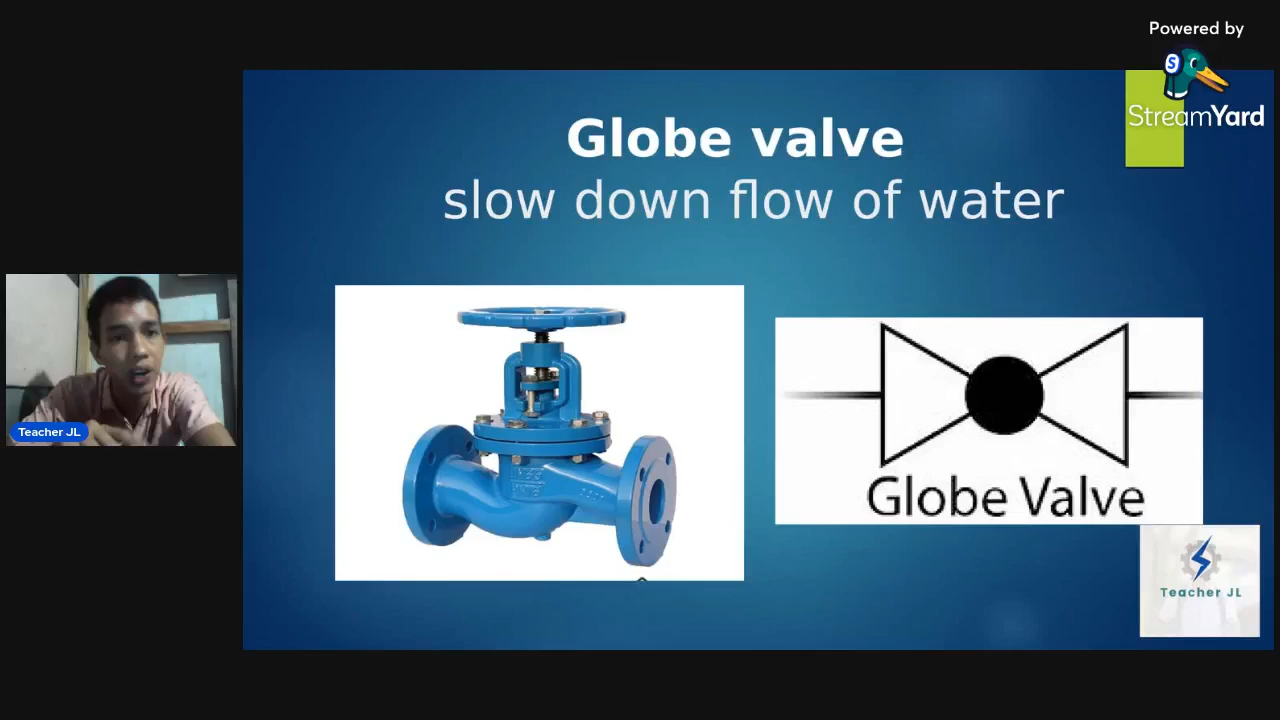 Powered by
StreamYard
Globe valve
slow down flow of water
Teacher JL
Globe Valve
Teacher JL